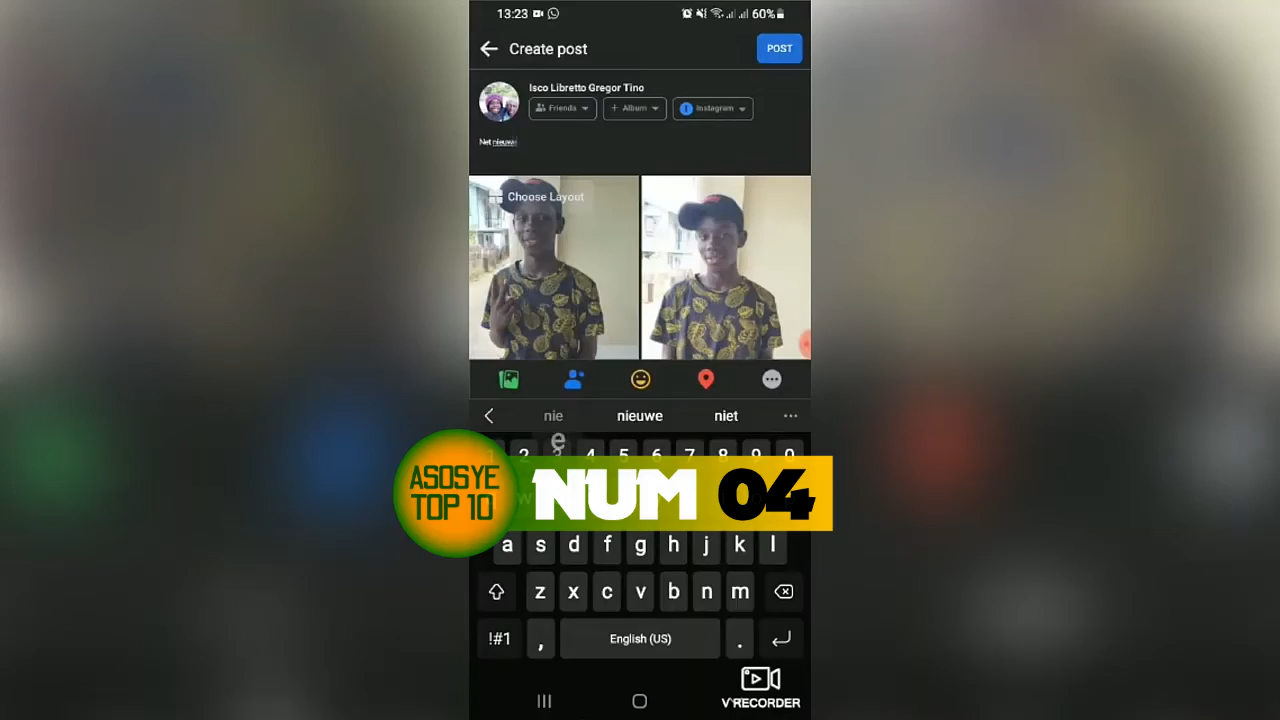 13:23
60%
Create post
POST
Isco Libretto Gregor Tino
Friends
+ Album
Instagram
Net nieuwe
Choose Layout
nie nieuwe niet
e
2 4 5 6 7 8 9 0
ASOSYE
TOP 10
NUM 04
a s d f g h j k l
z x c v b n m
!#1 , English (US) .
V RECORDER